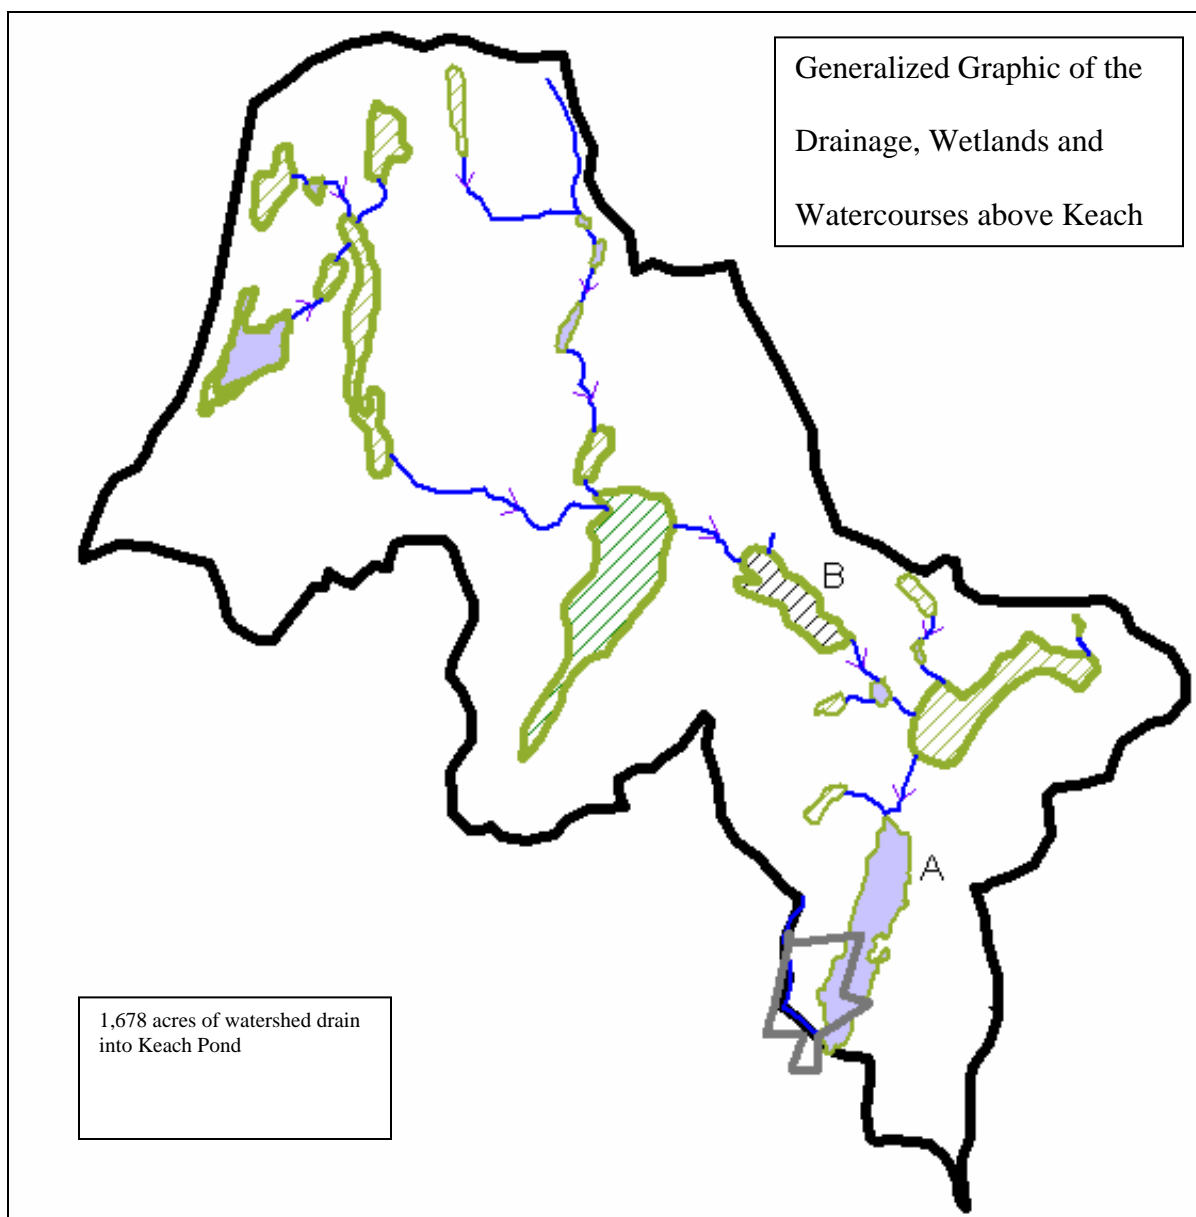 Generalized Graphic of the
Drainage, Wetlands and
Watercourses above Keach
B
A
1,678 acres of watershed drain
into Keach Pond